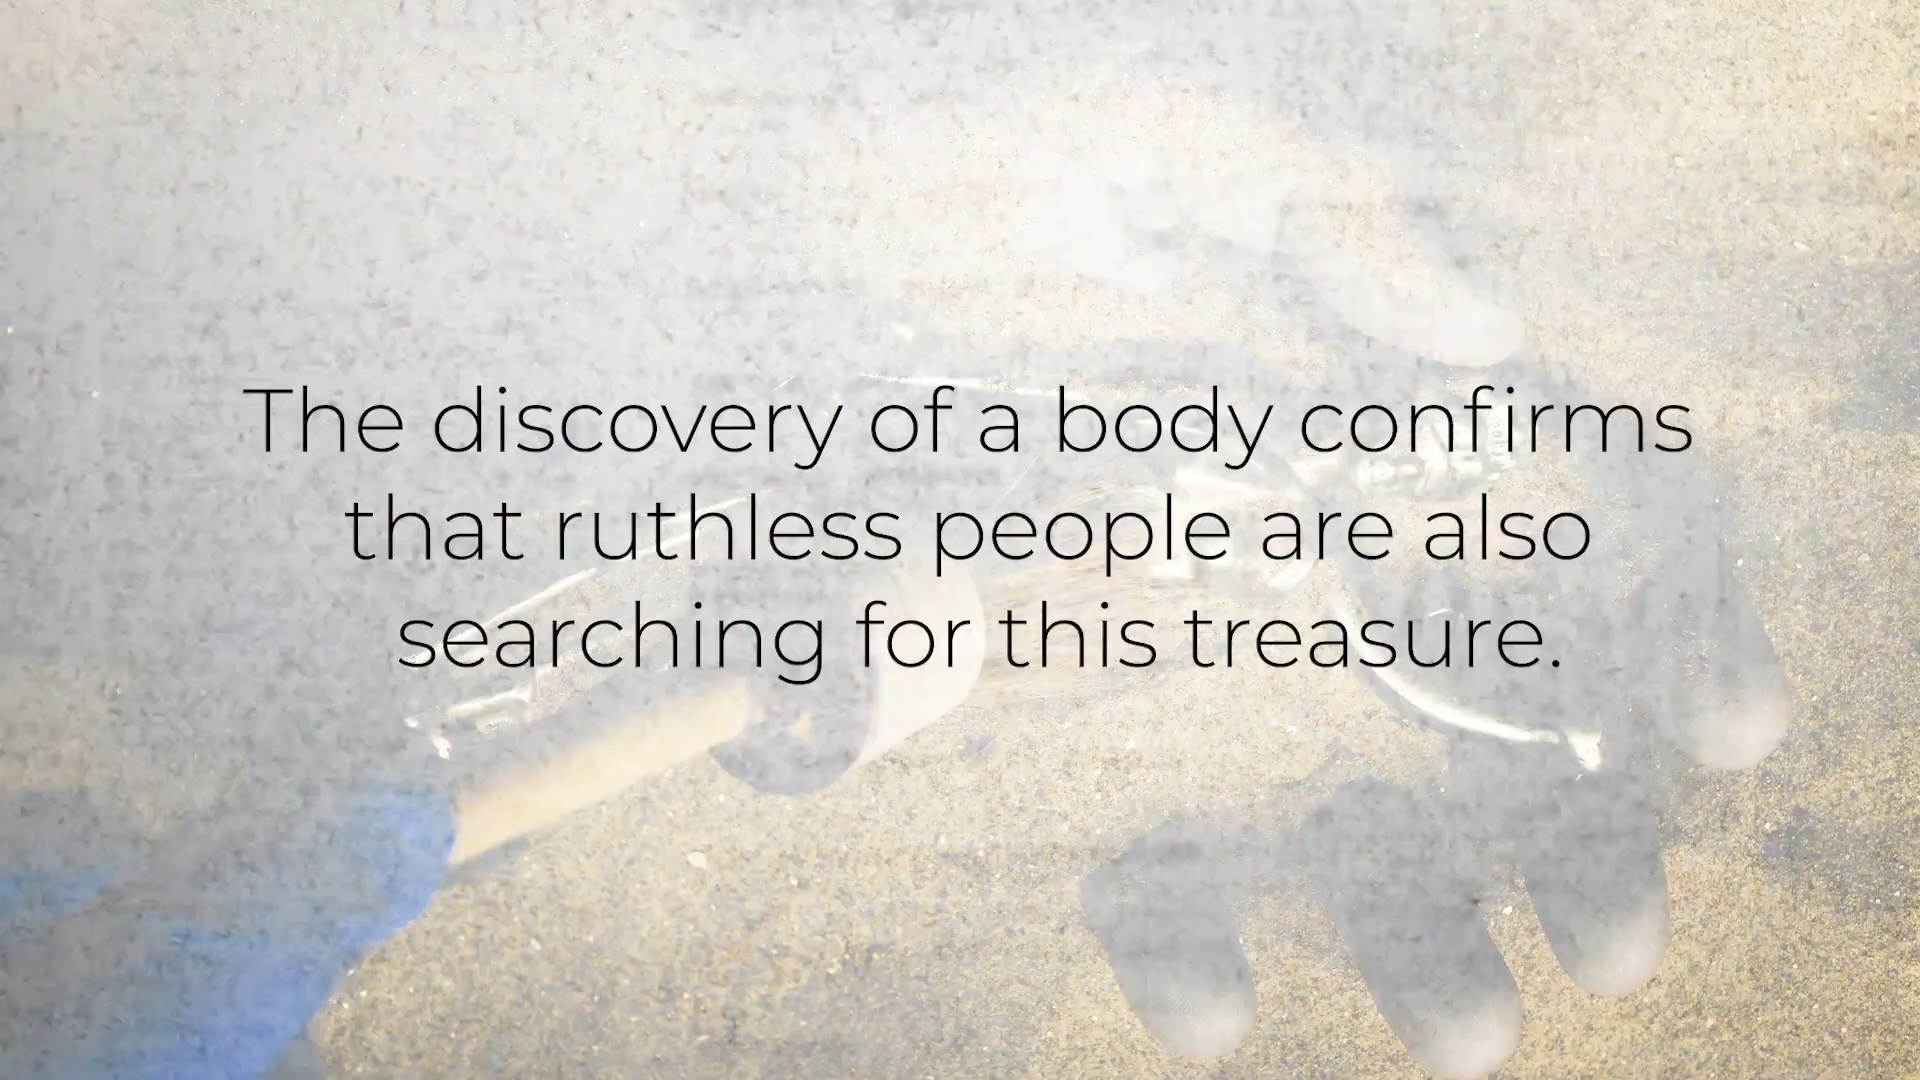 The discovery of a body confirms
that ruthless people are also
searching for this treasure.